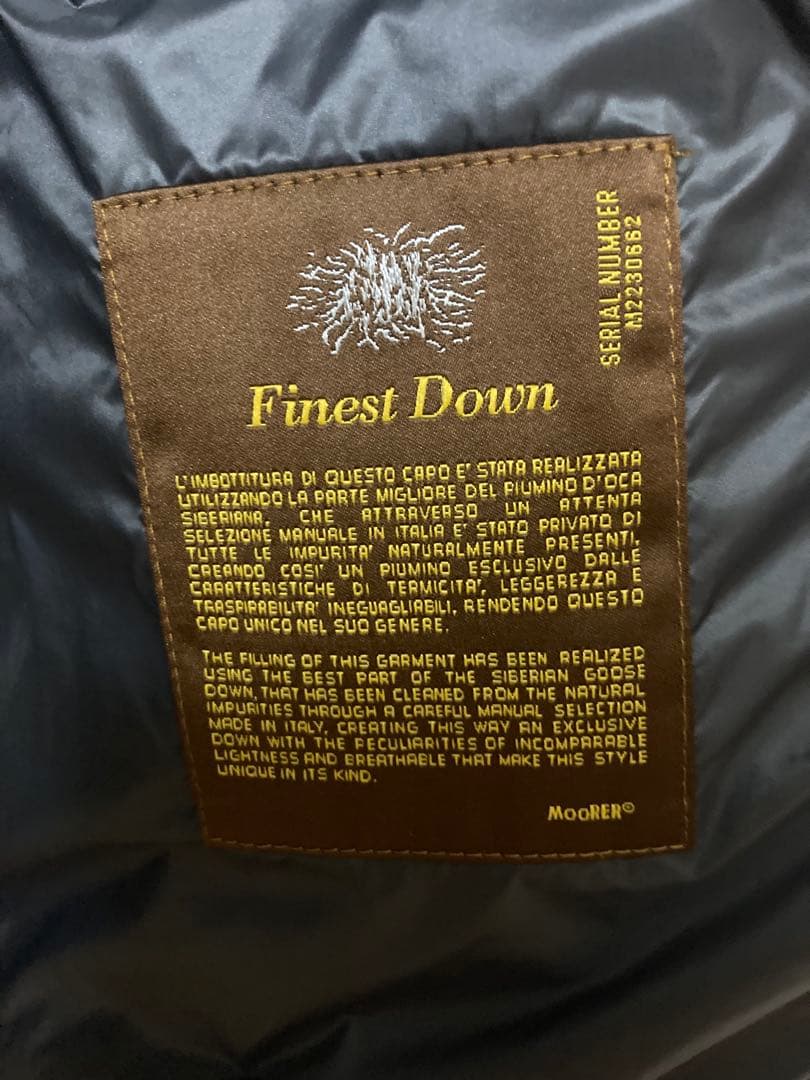 SERIAL NUMBER
M2230662
Finest Down
L'IMBOTTITURA DI QUESTO CAPO E' STATA REALIZZATA
UTILIZZANDO LA PARTE MIGLIORE DEL PIUMINO D'OCA
SIBERIANA, CHE ATTRAVERSO UN ATTENTA
SELEZIONE MANUALE IN ITALIA E' STATO PRIVATO DI
TUTTE LE IMPURITA' NATURALMENTE PRESENTI.
CREANDO COSI' UN PIUMINO ESCLUSIVO DALLE
CARATTERISTICHE DI TERMICITA', LEGGEREZZA E
TRASPIRABILITA' INEGUAGLIABILI, RENDENDO QUESTO
CAPO UNICO NEL SUO GENERE.
THE FILLING OF THIS GARMENT HAS BEEN REALIZED
USING THE BEST PART OF THE SIBERIAN GOOSE
DOWN, THAT HAS BEEN CLEANED FROM THE NATURAL
IMPURITIES THROUGH A CAREFUL MANUAL SELECTION
MADE IN ITALY, CREATING THIS WAY AN EXCLUSIVE
DOWN WITH THE PECULIARITIES OF INCOMPARABLE
LIGHTNESS AND BREATHABLE THAT MAKE THIS STYLE
UNIQUE IN ITS KIND.
MOORER©